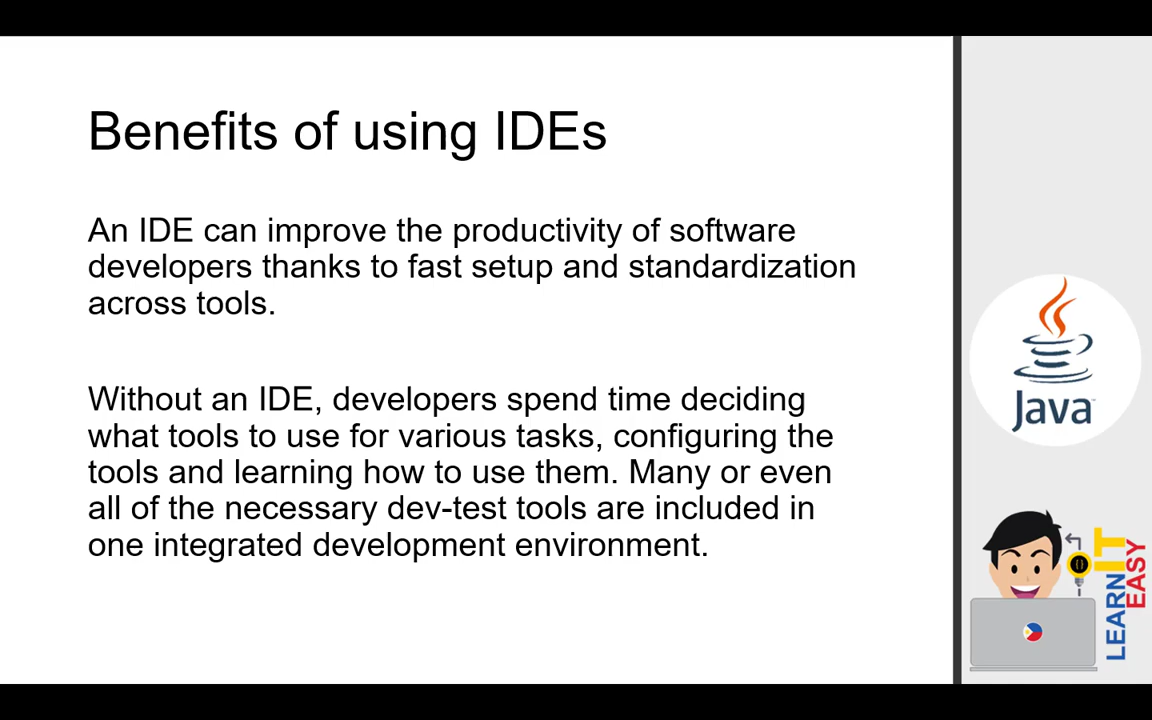 Benefits of using IDEs
An IDE can improve the productivity of software
developers thanks to fast setup and standardization
across tools.
Without an IDE, developers spend time deciding
what tools to use for various tasks, configuring the
tools and learning how to use them. Many or even
all of the necessary dev-test tools are included in
one integrated development environment.
Java
LEARN IT
EASY